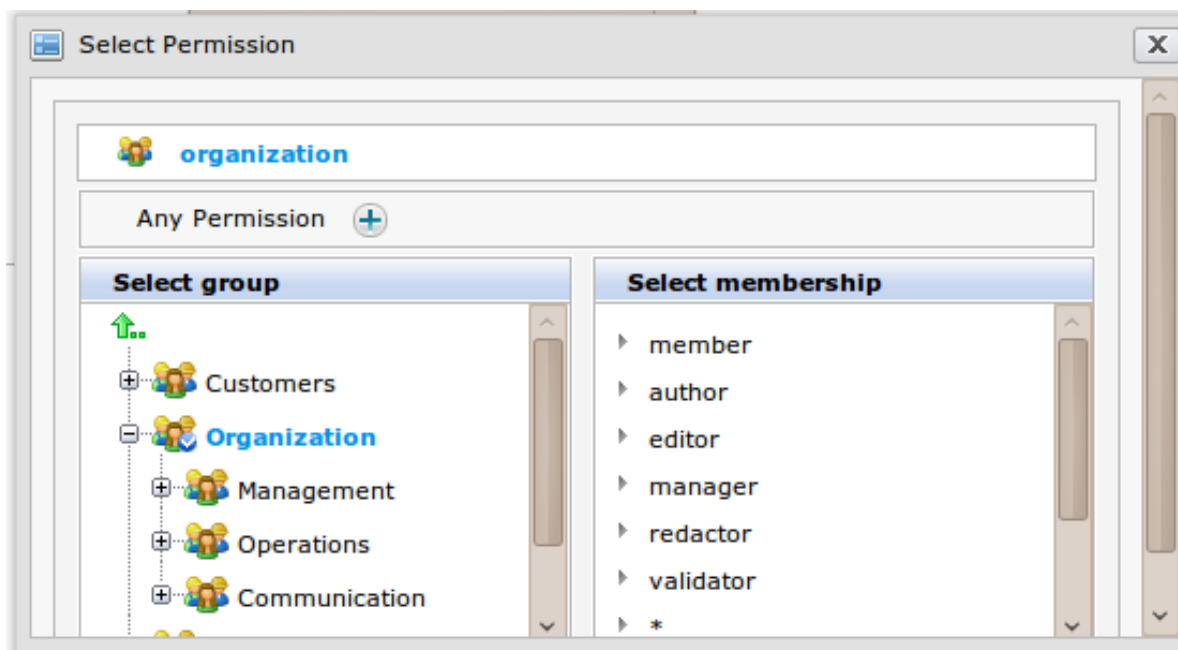 Select Permission
X
organization
Any Permission
Select group
..
Customers
Organization
Management
Operations
Communication
Select membership
member
author
editor
manager
redactor
validator
*